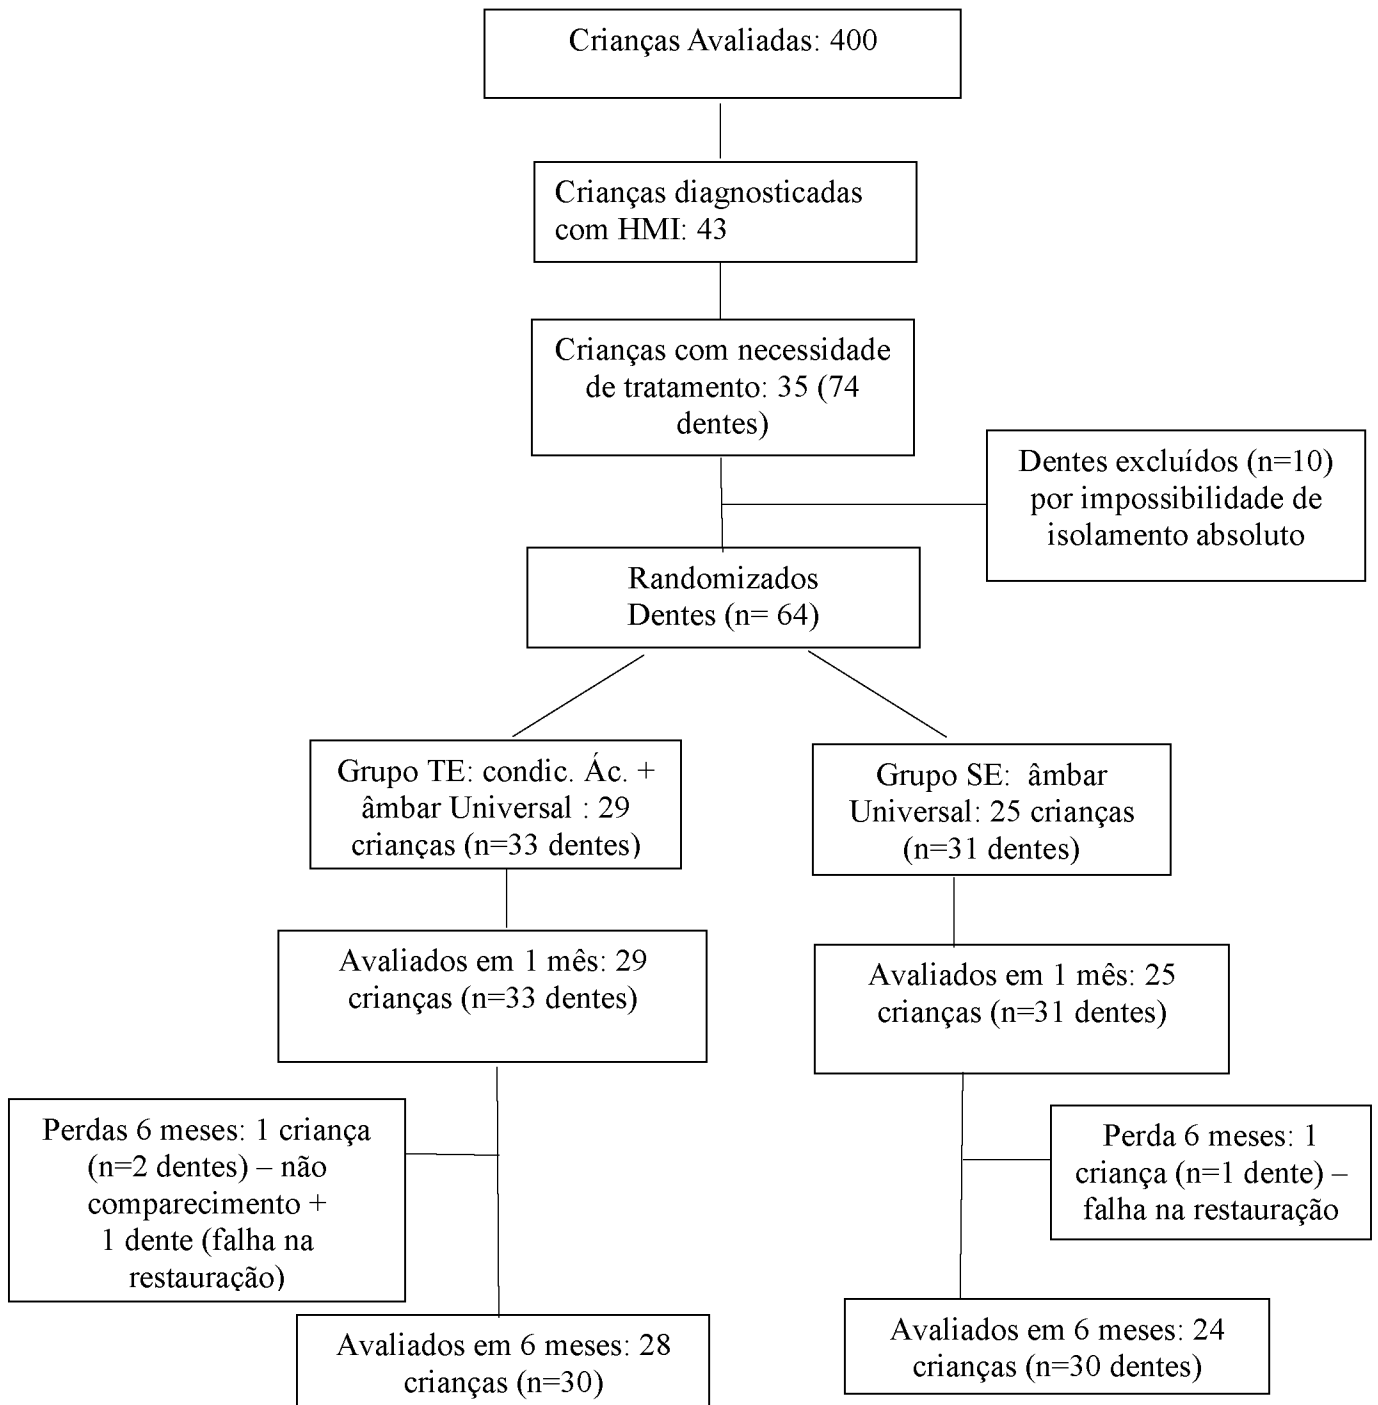 Crianças Avaliadas: 400
Crianças diagnosticadas
com HMI: 43
Crianças com necessidade
de tratamento: 35 (74
dentes)
Dentes excluídos (n=10)
por impossibilidade de
isolamento absoluto
Randomizados
Dentes (n= 64)
Grupo TE: condic. Ác. +
âmbar Universal : 29
crianças (n=33 dentes)
Grupo SE: âmbar
Universal: 25 crianças
(n=31 dentes)
Avaliados em 1 mês: 29
crianças (n=33 dentes)
Avaliados em 1 mês: 25
crianças (n=31 dentes)
Perdas 6 meses: 1 criança
(n=2 dentes) – não
comparecimento +
1 dente (falha na
restauração)
Perda 6 meses: 1
criança (n=1 dente) –
falha na restauração
Avaliados em 6 meses: 28
crianças (n=30)
Avaliados em 6 meses: 24
crianças (n=30 dentes)